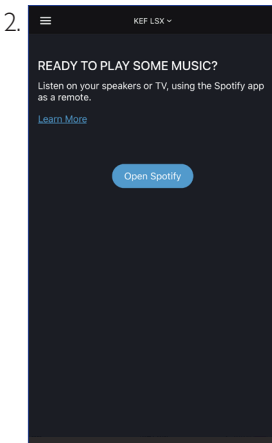 2.
KEF LSX
READY TO PLAY SOME MUSIC?
Listen on your speakers or TV, using the Spotify app
as a remote.
Learn More
Open Spotify